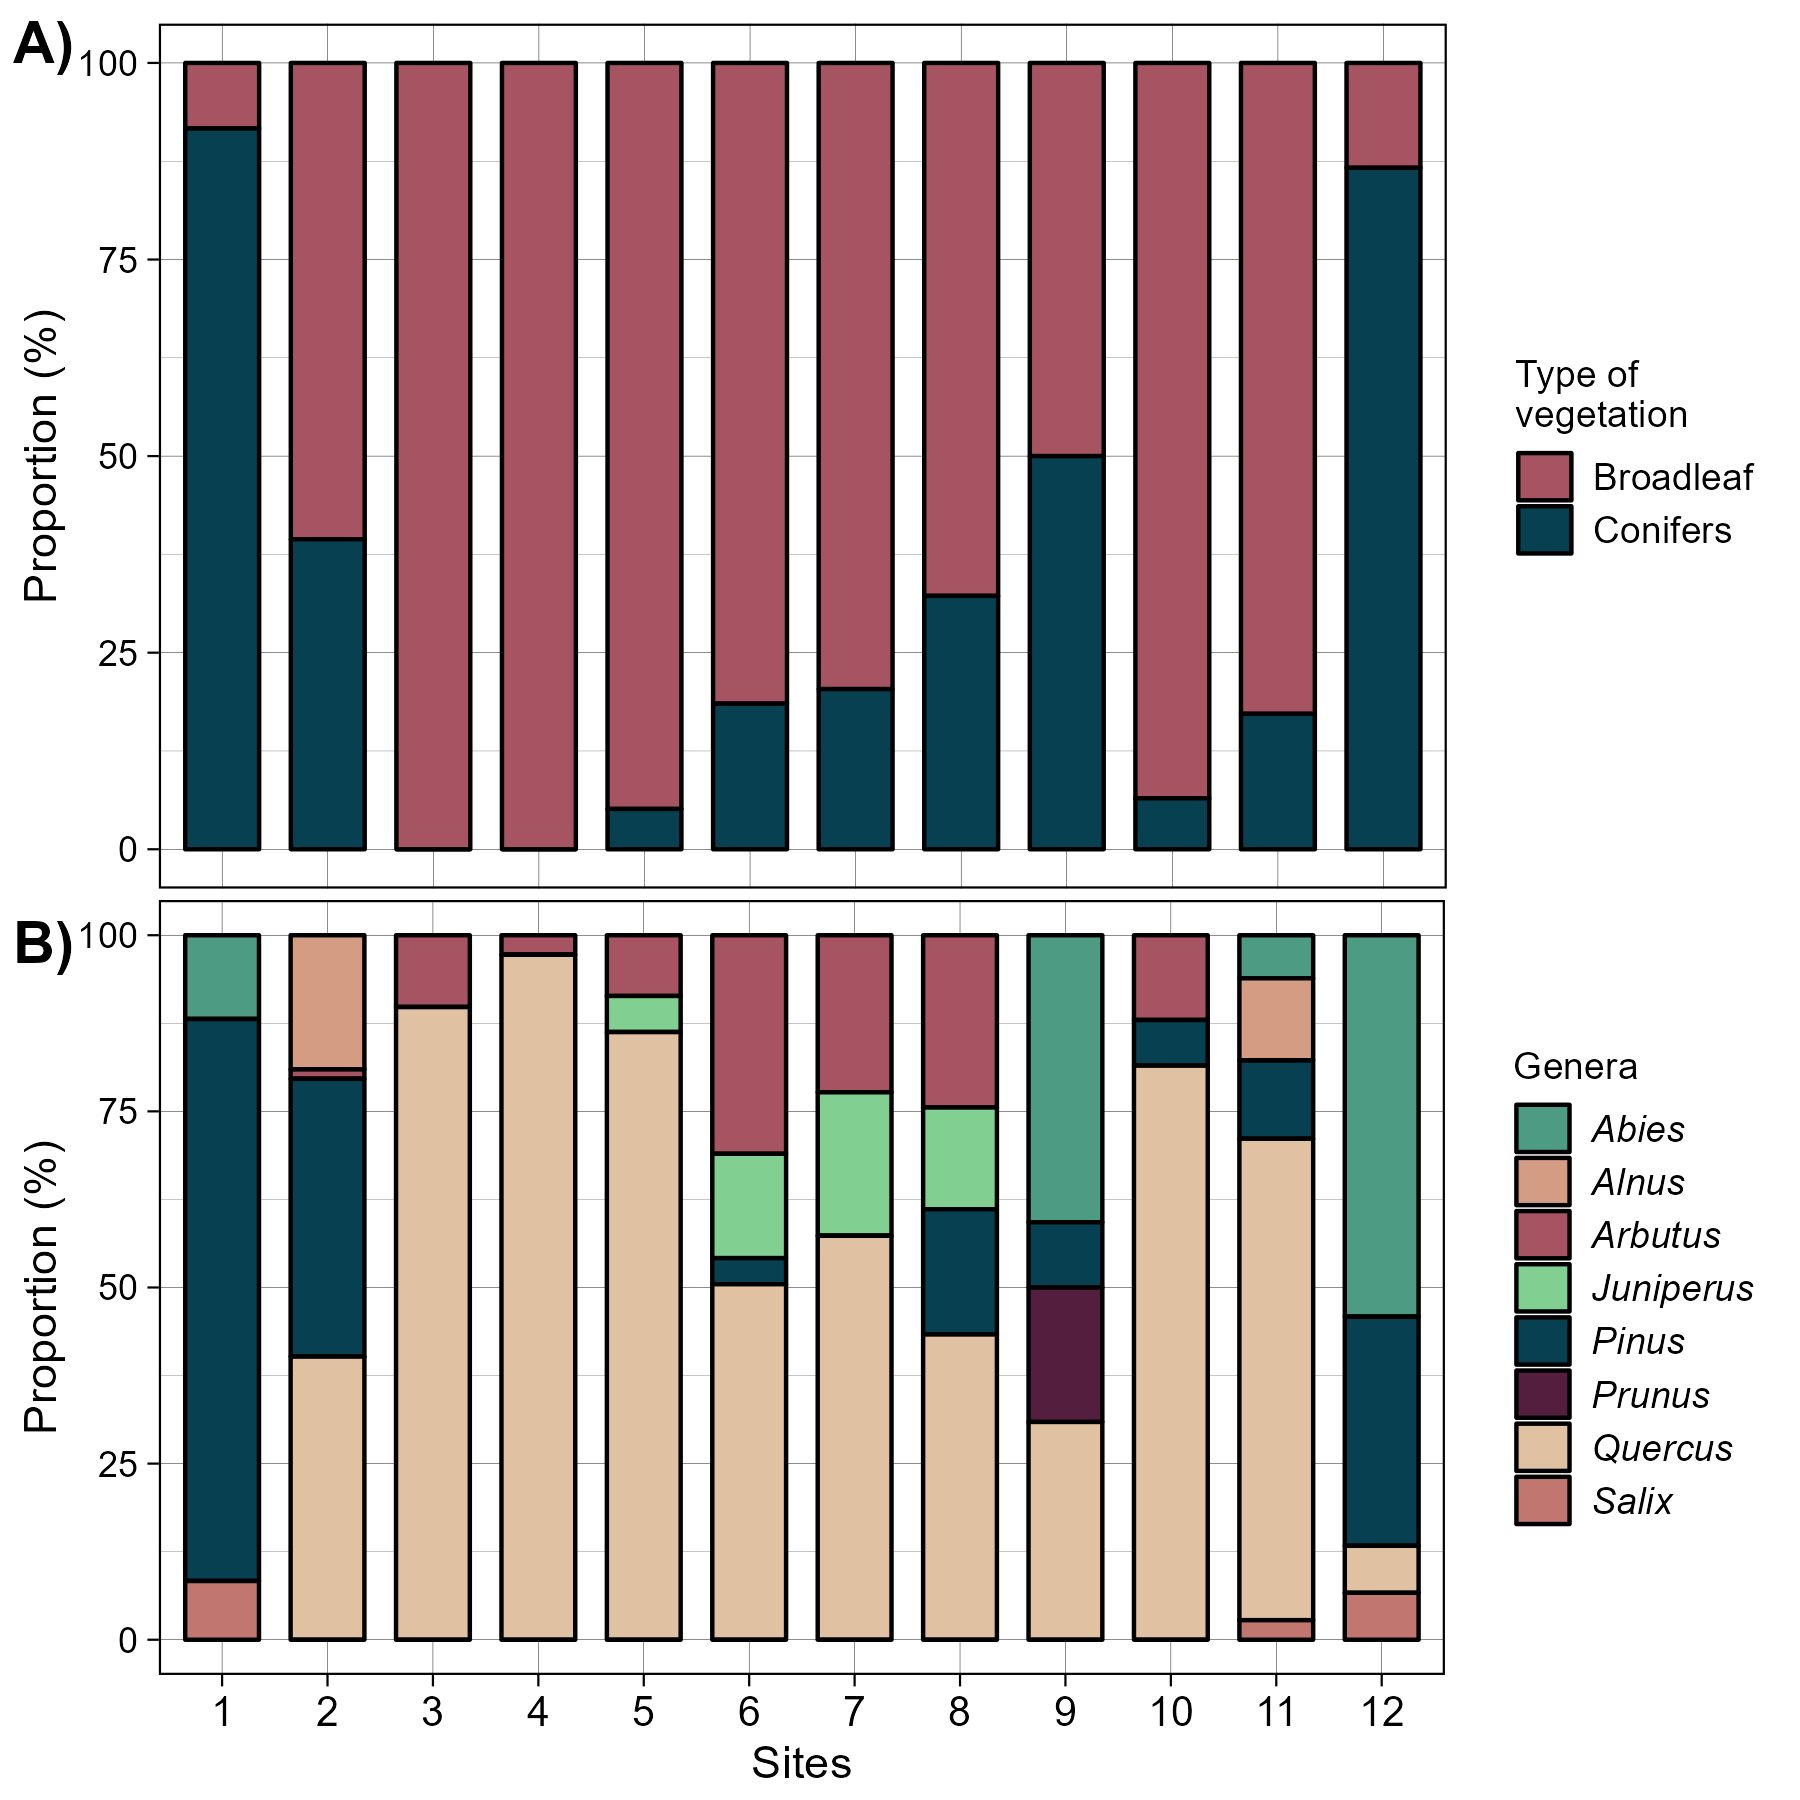 A)
100
75
50
25
0
Proportion (%)
Type of
vegetation
Broadleaf
Conifers
B)
100
75
50
25
0
Proportion (%)
Genera
Abies
Alnus
Arbutus
Juniperus
Pinus
Prunus
Quercus
Salix
1 2 3 4 5 6 7 8 9 10 11 12
Sites